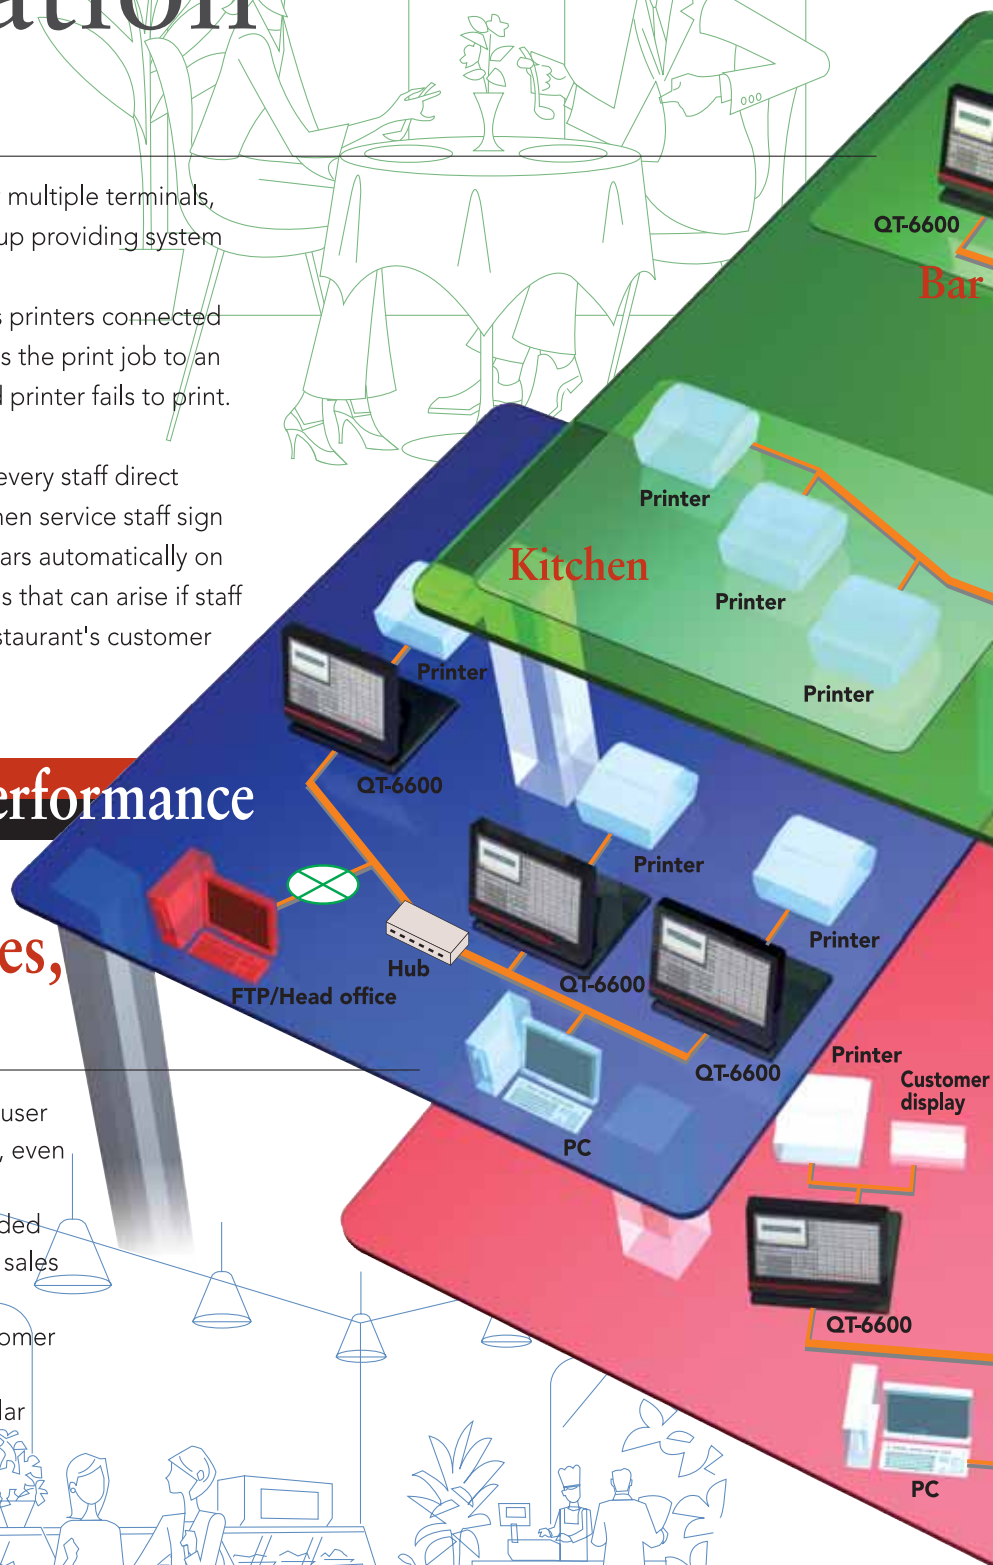 ation
multiple terminals,
up providing system
s printers connected
s the print job to an
d printer fails to print.
every staff direct
hen service staff sign
ars automatically on
s that can arise if staff
staurant's customer
erformance
es,
user
, even
ded
sales
omer
lar
QT-6600
Bar
Printer
Kitchen
Printer
Printer
Printer
QT-6600
Printer
Printer
Hub
QT-6600
FTP/Head office
QT-6600
PC
Printer
Customer
display
QT-6600
PC